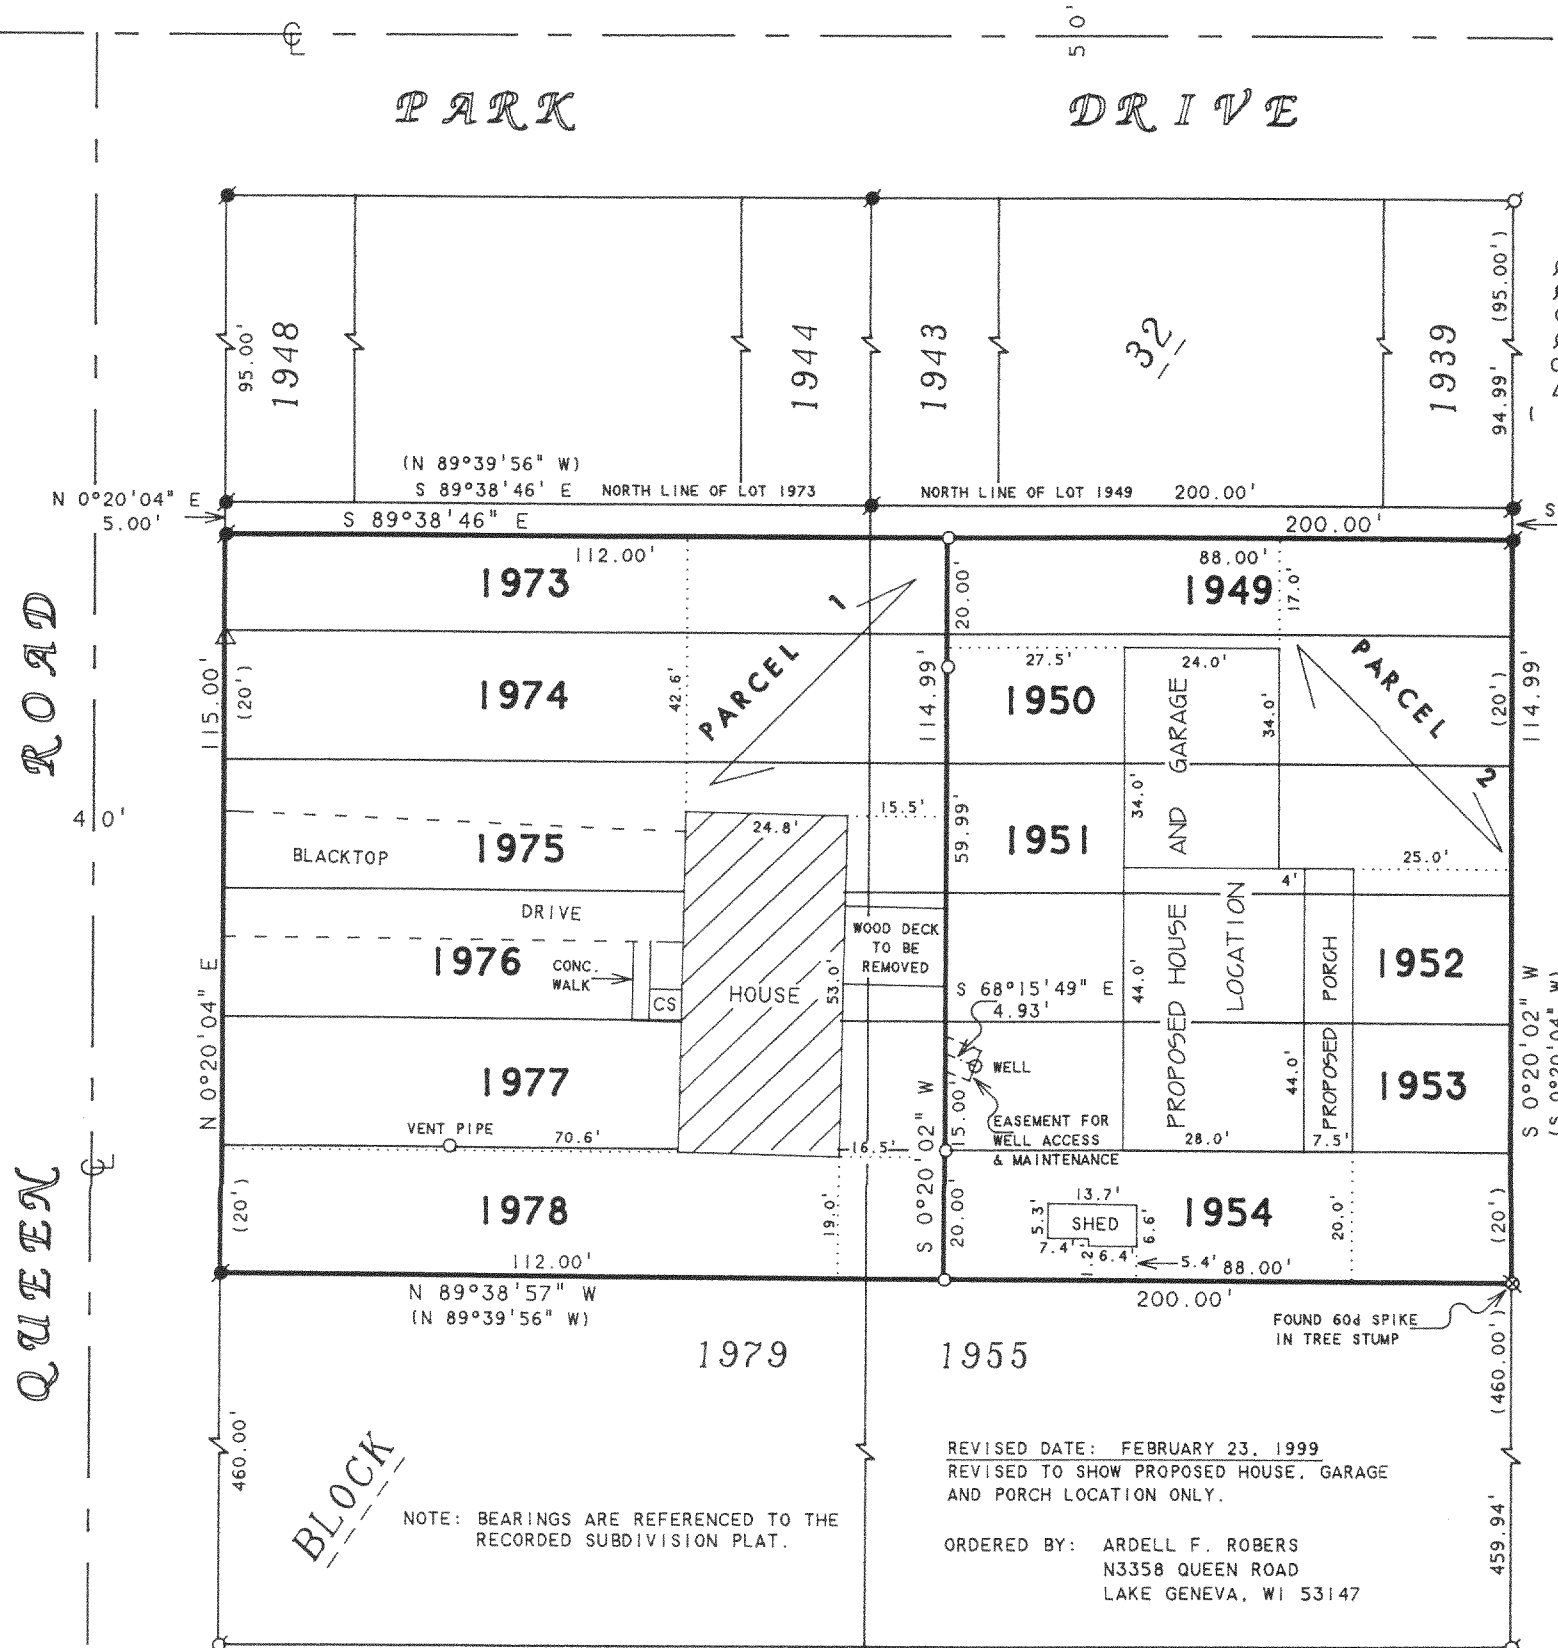 50'
PARK DRIVE
95.00'
1948
1944
1943
32
1939
(95.00')
94.99'
(N 89°39'56" W)
S 89°38'46' E
NORTH LINE OF LOT 1973
NORTH LINE OF LOT 1949
200.00'
N 0°20'04" E
5.00'
S 89°38'46" E
200.00'
S
112.00'
88.00'
1973
1949
17.0'
20.00'
PARCEL 1
PARCEL 2
QUEEN ROAD
40'
115.00'
(20')
1974
42.6'
114.99'
27.5'
24.0'
1950
34.0'
(20')
114.99'
PROPOSED HOUSE AND GARAGE
LOCATION
34.0'
1951
59.99'
15.5'
24.8'
1975
BLACKTOP
DRIVE
25.0'
4'
1976
CONC.
WALK
CS
HOUSE
53.0'
WOOD DECK
TO BE
REMOVED
S 68°15'49" E
4.93'
44.0'
PROPOSED PORCH
1952
N 0°20'04" E
1977
WELL
15.00'
44.0'
1953
S 0°20'02" W
(S 0°20'04" W)
VENT PIPE
70.6'
16.5'
EASEMENT FOR
WELL ACCESS
& MAINTENANCE
28.0'
7.5'
S 0°20'02" W
(20')
1978
19.0'
20.00'
13.7'
5.3'
SHED
6.6'
7.4'
1.2'
6.4'
5.4'
1954
20.0'
(20')
112.00'
88.00'
N 89°38'57" W
(N 89°39'56" W)
200.00'
FOUND 60d SPIKE
IN TREE STUMP
1979
1955
(460.00')
460.00'
459.94'
BLOCK
NOTE: BEARINGS ARE REFERENCED TO THE
RECORDED SUBDIVISION PLAT.
REVISED DATE: FEBRUARY 23, 1999
REVISED TO SHOW PROPOSED HOUSE, GARAGE
AND PORCH LOCATION ONLY.
ORDERED BY: ARDELL F. ROBERS
N3358 QUEEN ROAD
LAKE GENEVA, WI 53147